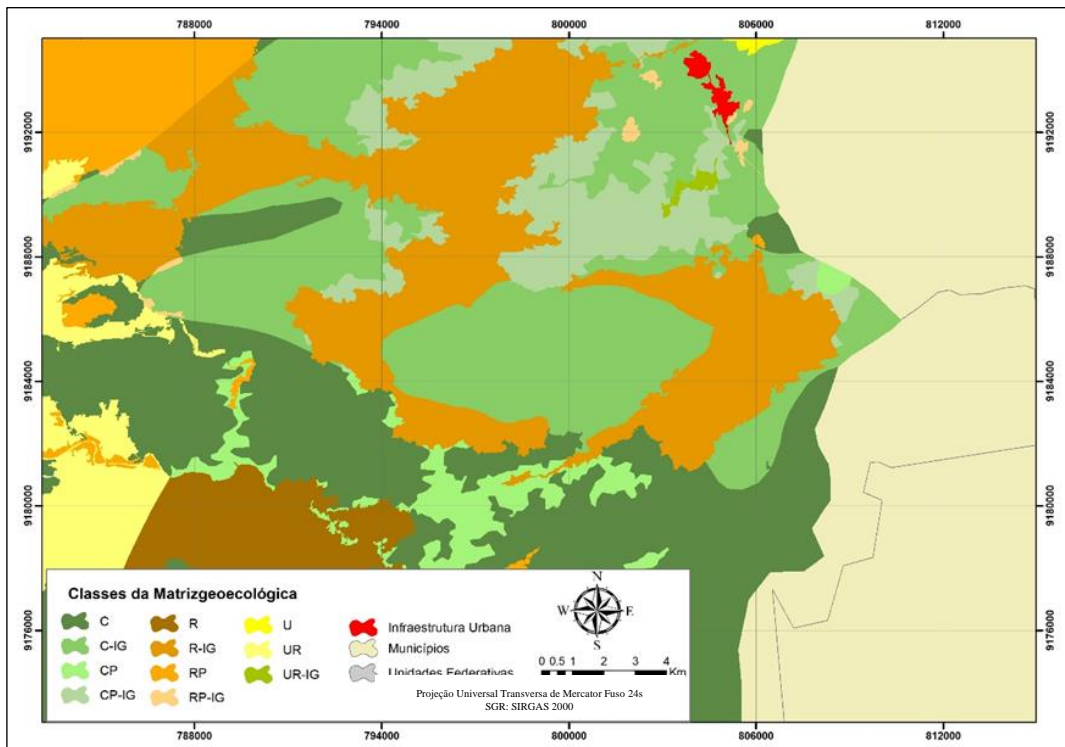 788000 794000 800000 806000 812000
9192000 9192000
9188000 9188000
9184000 9184000
9180000 9180000
9176000 9176000
Classes da Matrizgeoecológica
C
C-IG
CP
CP-IG
R
R-IG
RP
RP-IG
U
UR
UR-IG
Infraestrutura Urbana
Municípios
Unidades Federativas
N
W E
S
0 0.5 1 2 3 4
Km
Projeção Universal Transversa de Mercator Fuso 24s
SGR: SIRGAS 2000
788000 794000 800000 806000 812000